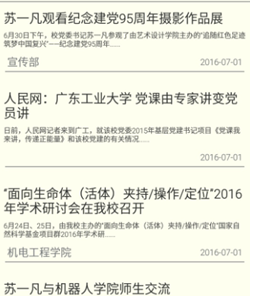 苏一凡观看纪念建党95周年摄影作品展
6月30日下午，校党委书记苏一凡参观了由艺术设计学院主办的“追随红色足迹
筑梦中国复兴”——纪念建党95周年......
宣传部
2016-07-01
人民网：广东工业大学 党课由专家讲变党
员讲
日前，人民网记者来到广工，就该校党委2015年基层党建书记项目《党课我
来讲，传递正能量》和该校党建的有关情况......
2016-07-01
“面向生命体（活体）夹持/操作/定位”2016
年学术研讨会在我校召开
6月24日、25日，由我校主办的“面向生命体（活体）夹持/操作/定位”国家自
然科学基金项目群2016年学术研......
机电工程学院
2016-07-01
苏一凡与机器人学院师生交流